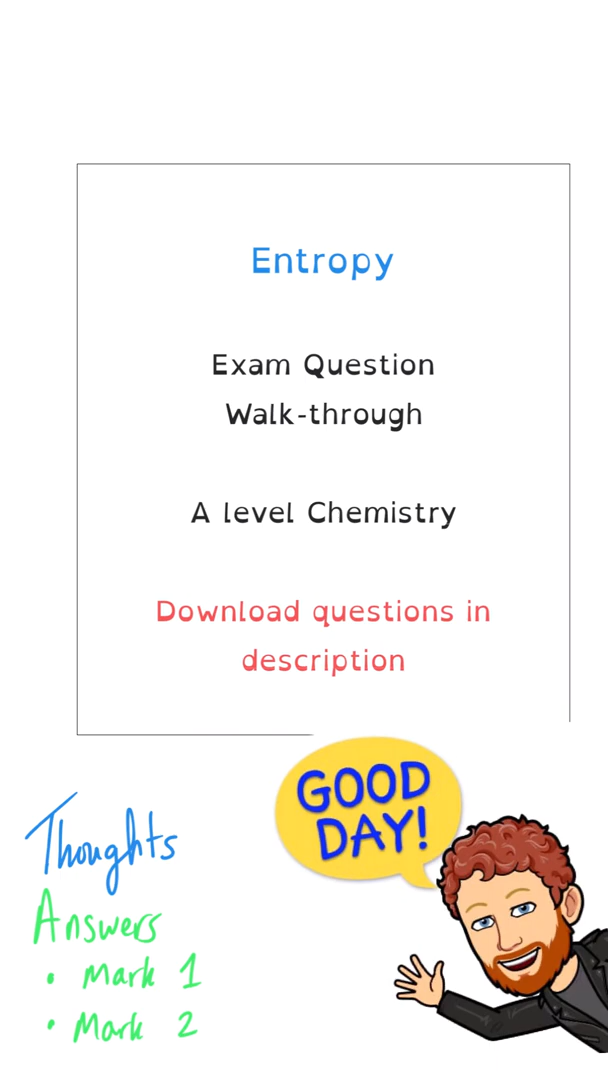 Entropy
Exam Question
Walk-through
A level Chemistry
Download questions in
description
GOOD
DAY!
Thoughts
Answers
• Mark 1
• Mark 2